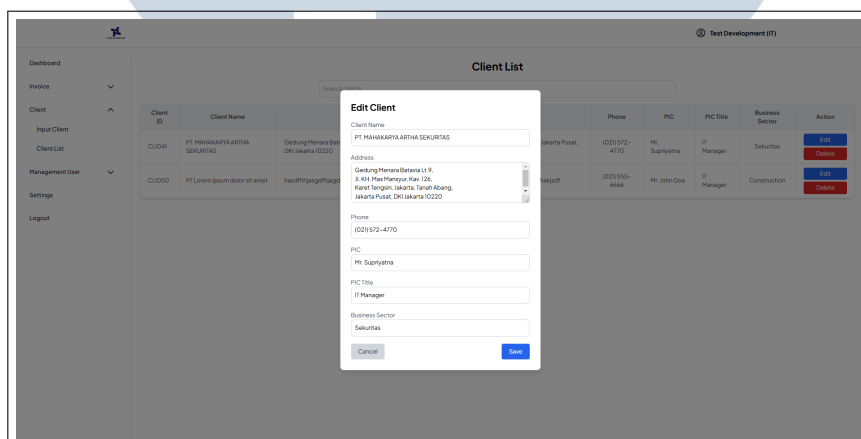 Test Development (IT)
Dashboard
Invoice
Client
Input Client
Client List
Management User
Settings
Logout
Client List
Search clients
Client ID
Client Name
Phone
PIC
PIC Title
Business Sector
Action
CLI041
PT. MAHAKARYA ARTHA SEKURITAS
Gedung Menara Bata
DKI Jakarta 10220
Jakarta Pusat,
(021) 572-4770
Mr. Supriyatna
IT Manager
Sekuritas
Edit
Delete
CLI050
PT Lorem ipsum dolor sit amet
(021) 555-6666
Mr. John Doe
IT Manager
Construction
Edit
Delete
Edit Client
Client Name
PT. MAHAKARYA ARTHA SEKURITAS
Address
Gedung Menara Batavia Lt.9,
Jl. KH. Mas Mansyur, Kav. 126,
Karet Tengsin, Jakarta, Tanah Abang,
Jakarta Pusat, DKI Jakarta 10220
Phone
(021) 572-4770
PIC
Mr. Supriyatna
PIC Title
IT Manager
Business Sector
Sekuritas
Cancel
Save